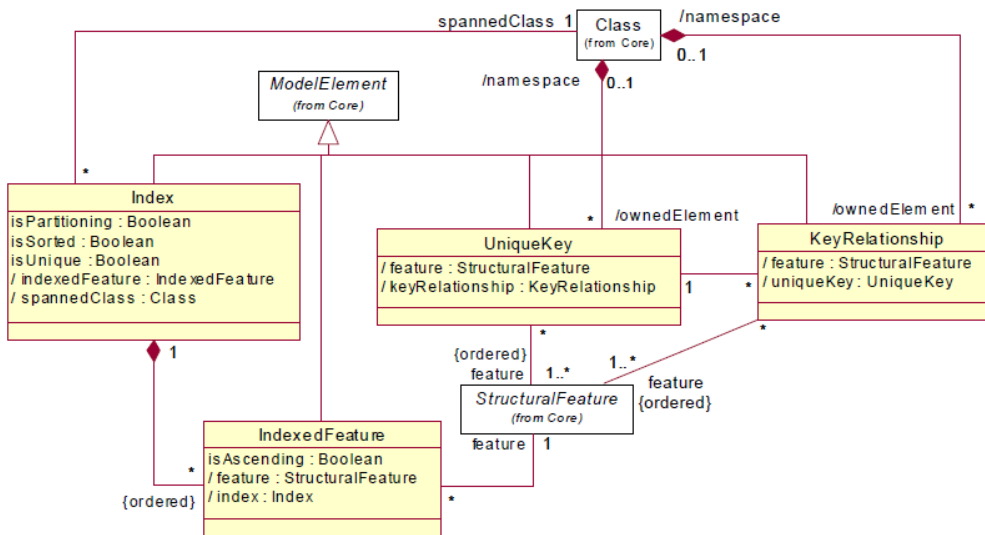 spannedClass 1
Class
(from Core)
/namespace
0..1
/namespace
0..1
ModelElement
(from Core)
*
Index
isPartitioning : Boolean
isSorted : Boolean
isUnique : Boolean
/ indexedFeature : IndexedFeature
/ spannedClass : Class
1
* /ownedElement
UniqueKey
/ feature : StructuralFeature
/ keyRelationship : KeyRelationship
/ownedElement *
KeyRelationship
/ feature : StructuralFeature
/ uniqueKey : UniqueKey
1
*
*
{ordered}
feature
1..*
*
1..*
feature
{ordered}
StructuralFeature
(from Core)
feature
1
*
{ordered}
IndexedFeature
isAscending : Boolean
/ feature : StructuralFeature
/ index : Index
*